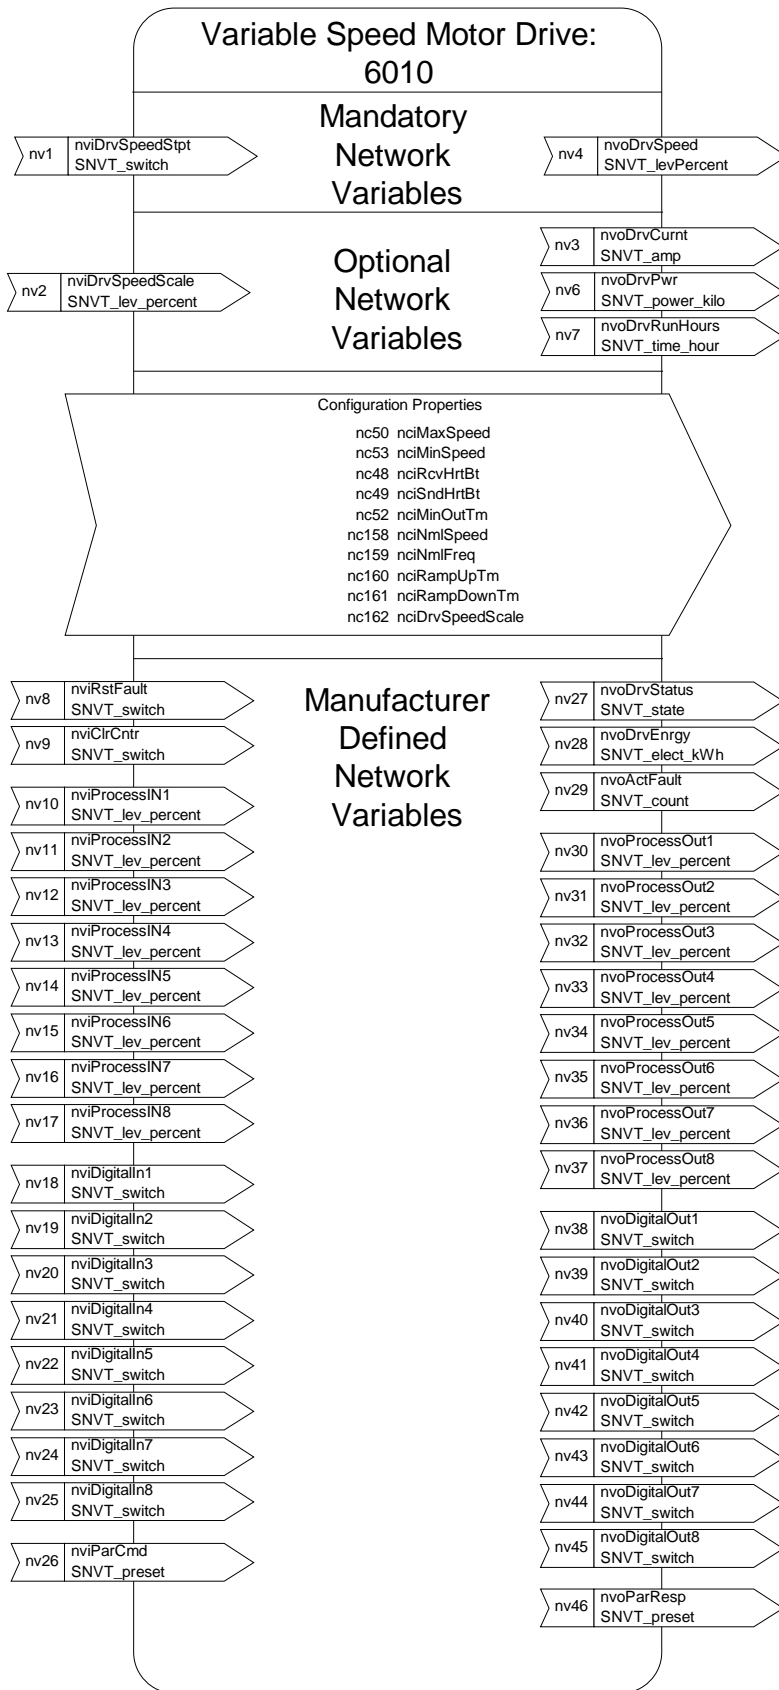 Variable Speed Motor Drive:
6010
Mandatory
Network
Variables
nv1
nviDrvSpeedStpt
SNVT_switch
nv4
nvoDrvSpeed
SNVT_levPercent
Optional
Network
Variables
nv2
nviDrvSpeedScale
SNVT_lev_percent
nv3
nvoDrvCurnt
SNVT_amp
nv6
nvoDrvPwr
SNVT_power_kilo
nv7
nvoDrvRunHours
SNVT_time_hour
Configuration Properties
nc50 nciMaxSpeed
nc53 nciMinSpeed
nc48 nciRcvHrtBt
nc49 nciSndHrtBt
nc52 nciMinOutTm
nc158 nciNmlSpeed
nc159 nciNmlFreq
nc160 nciRampUpTm
nc161 nciRampDownTm
nc162 nciDrvSpeedScale
Manufacturer
Defined
Network
Variables
nv8
nviRstFault
SNVT_switch
nv9
nviClrCntr
SNVT_switch
nv10
nviProcessIN1
SNVT_lev_percent
nv11
nviProcessIN2
SNVT_lev_percent
nv12
nviProcessIN3
SNVT_lev_percent
nv13
nviProcessIN4
SNVT_lev_percent
nv14
nviProcessIN5
SNVT_lev_percent
nv15
nviProcessIN6
SNVT_lev_percent
nv16
nviProcessIN7
SNVT_lev_percent
nv17
nviProcessIN8
SNVT_lev_percent
nv18
nviDigitalIn1
SNVT_switch
nv19
nviDigitalIn2
SNVT_switch
nv20
nviDigitalIn3
SNVT_switch
nv21
nviDigitalIn4
SNVT_switch
nv22
nviDigitalIn5
SNVT_switch
nv23
nviDigitalIn6
SNVT_switch
nv24
nviDigitalIn7
SNVT_switch
nv25
nviDigitalIn8
SNVT_switch
nv26
nviParCmd
SNVT_preset
nv27
nvoDrvStatus
SNVT_state
nv28
nvoDrvEnrgy
SNVT_elect_kWh
nv29
nvoActFault
SNVT_count
nv30
nvoProcessOut1
SNVT_lev_percent
nv31
nvoProcessOut2
SNVT_lev_percent
nv32
nvoProcessOut3
SNVT_lev_percent
nv33
nvoProcessOut4
SNVT_lev_percent
nv34
nvoProcessOut5
SNVT_lev_percent
nv35
nvoProcessOut6
SNVT_lev_percent
nv36
nvoProcessOut7
SNVT_lev_percent
nv37
nvoProcessOut8
SNVT_lev_percent
nv38
nvoDigitalOut1
SNVT_switch
nv39
nvoDigitalOut2
SNVT_switch
nv40
nvoDigitalOut3
SNVT_switch
nv41
nvoDigitalOut4
SNVT_switch
nv42
nvoDigitalOut5
SNVT_switch
nv43
nvoDigitalOut6
SNVT_switch
nv44
nvoDigitalOut7
SNVT_switch
nv45
nvoDigitalOut8
SNVT_switch
nv46
nvoParResp
SNVT_preset